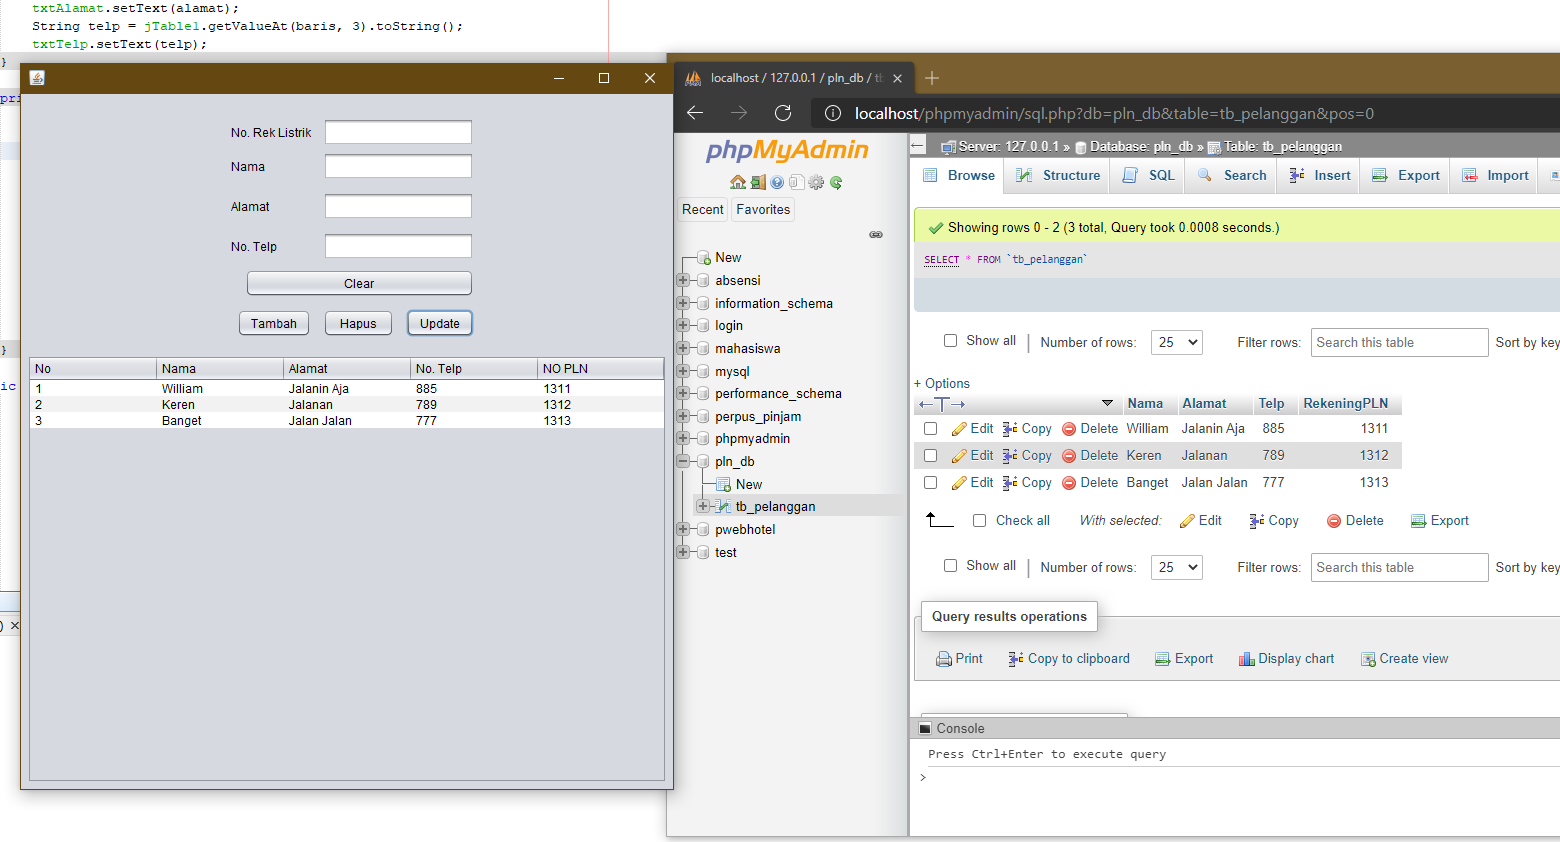 txtAlamat.setText(alamat);
String telp = jTable1.getValueAt(baris, 3).toString();
txtTelp.setText(telp);
}
pri
}
ic
) ×
No. Rek Listrik
Nama
Alamat
No. Telp
Clear
Tambah Hapus Update
No Nama Alamat No. Telp NO PLN
1 William Jalanin Aja 885 1311
2 Keren Jalanan 789 1312
3 Banget Jalan Jalan 777 1313
localhost / 127.0.0.1 / pln_db / tb
localhost/phpmyadmin/sql.php?db=pln_db&table=tb_pelanggan&pos=0
phpMyAdmin
Recent Favorites
New
absensi
information_schema
login
mahasiswa
mysql
performance_schema
perpus_pinjam
phpmyadmin
pln_db
New
tb_pelanggan
pwebhotel
test
Server: 127.0.0.1 » Database: pln_db » Table: tb_pelanggan
Browse Structure SQL Search Insert Export Import
Showing rows 0 - 2 (3 total, Query took 0.0008 seconds.)
SELECT * FROM `tb_pelanggan`
Show all Number of rows: 25 Filter rows: Search this table Sort by key
+ Options
←T→ Nama Alamat Telp RekeningPLN
Edit Copy Delete William Jalanin Aja 885 1311
Edit Copy Delete Keren Jalanan 789 1312
Edit Copy Delete Banget Jalan Jalan 777 1313
Check all With selected: Edit Copy Delete Export
Show all Number of rows: 25 Filter rows: Search this table Sort by key
Query results operations
Print Copy to clipboard Export Display chart Create view
Console
Press Ctrl+Enter to execute query
>